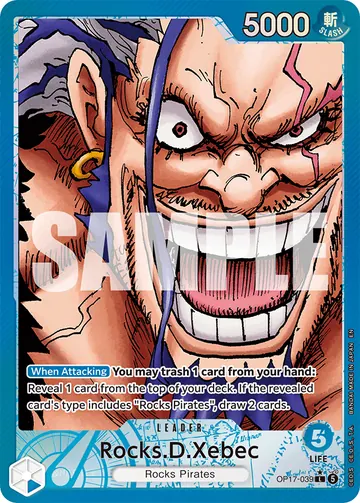 5000
斬
SLASH
SAMPLE
When Attacking You may trash 1 card from your hand:
Reveal 1 card from the top of your deck. If the revealed
card's type includes "Rocks Pirates", draw 2 cards.
LEADER
Rocks.D.Xebec
Rocks Pirates
5
LIFE
OP17-039 L